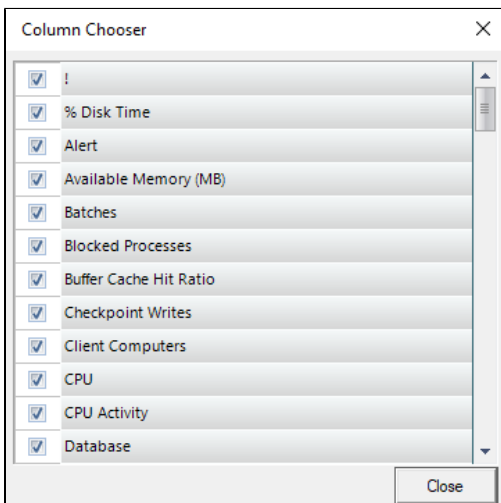 Column Chooser
!
% Disk Time
Alert
Available Memory (MB)
Batches
Blocked Processes
Buffer Cache Hit Ratio
Checkpoint Writes
Client Computers
CPU
CPU Activity
Database
Close